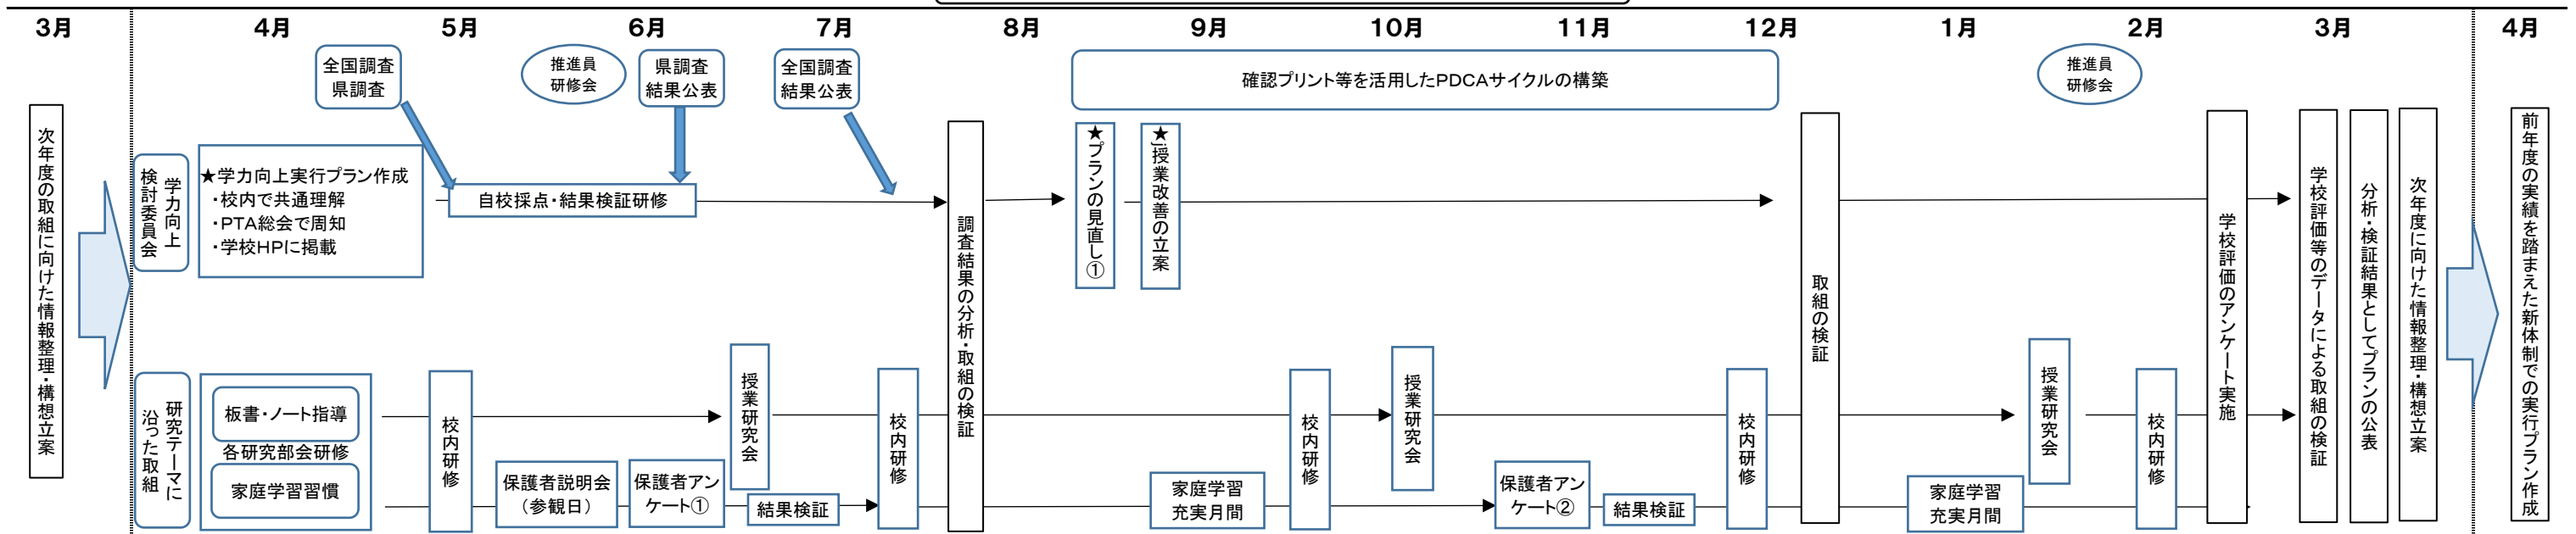 3月
4月
5月
6月
7月
8月
9月
10月
11月
12月
1月
2月
3月
4月
全国調査
県調査
推進員
研修会
県調査
結果公表
全国調査
結果公表
確認プリント等を活用したPDCAサイクルの構築
推進員
研修会
次年度の取組に向けた情報整理・構想立案
学力向上
検討委員会
★学力向上実行プラン作成
・校内で共通理解
・PTA総会で周知
・学校HPに掲載
自校採点・結果検証研修
調査結果の分析・取組の検証
★プランの見直し①
★j授業改善の立案
取組の検証
学校評価のアンケート実施
学校評価等のデータによる取組の検証
分析・検証結果としてプランの公表
次年度に向けた情報整理・構想立案
前年度の実績を踏まえた新体制での実行プラン作成
研究テーマに
沿った取組
板書・ノート指導
各研究部会研修
家庭学習習慣
校内研修
保護者説明会
（参観日）
保護者アン
ケート①
授業研究会
結果検証
校内研修
家庭学習
充実月間
校内研修
授業研究会
保護者アン
ケート②
結果検証
校内研修
家庭学習
充実月間
授業研究会
校内研修